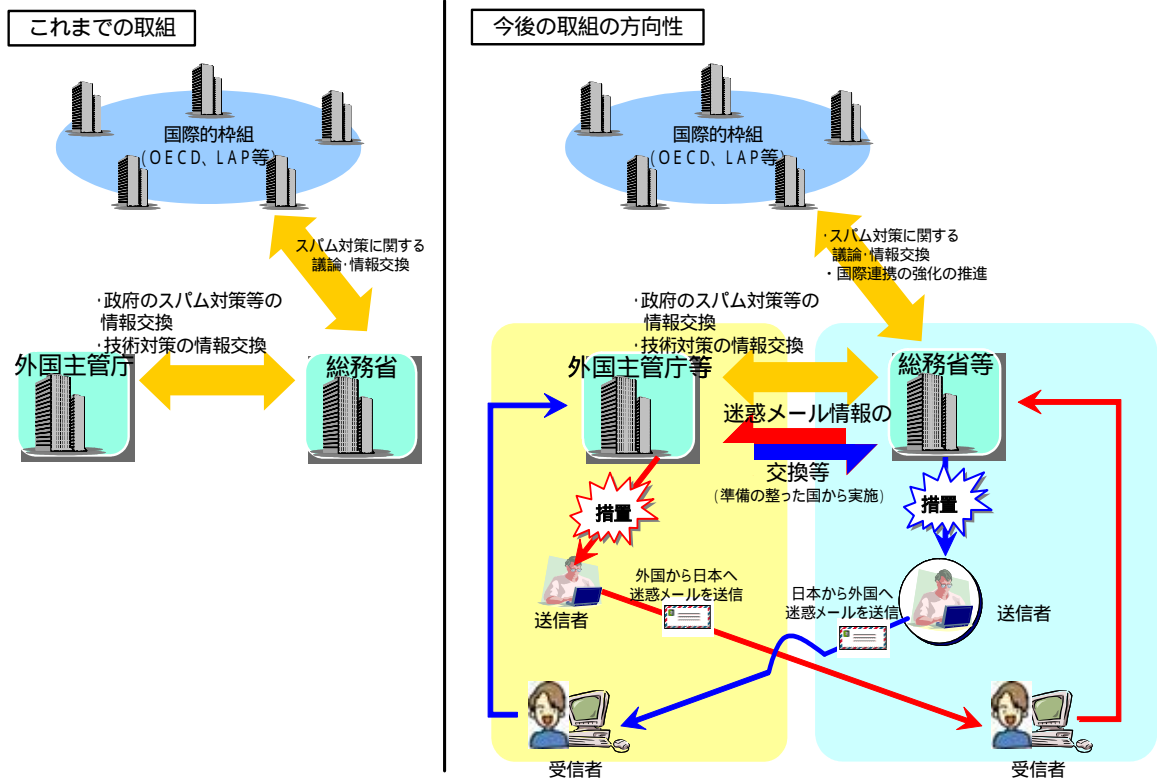 これまでの取組
国際的枠組
(OECD、LAP等)
スパム対策に関する
議論・情報交換
・政府のスパム対策等の
情報交換
・技術対策の情報交換
外国主管庁
総務省
今後の取組の方向性
国際的枠組
(OECD、LAP等)
・スパム対策に関する
議論・情報交換
・国際連携の強化の推進
・政府のスパム対策等の
情報交換
・技術対策の情報交換
外国主管庁等
総務省等
迷惑メール情報の
交換等
(準備の整った国から実施)
措置
措置
外国から日本へ
迷惑メールを送信
日本から外国へ
迷惑メールを送信
送信者
送信者
受信者
受信者